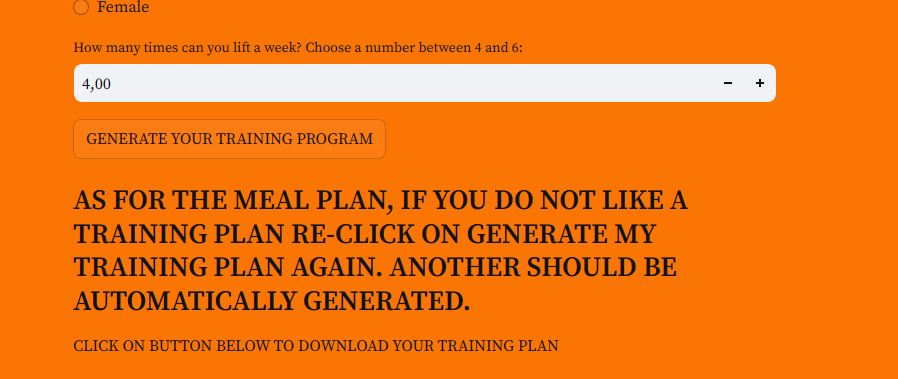 Female
How many times can you lift a week? Choose a number between 4 and 6:
4,00
GENERATE YOUR TRAINING PROGRAM
AS FOR THE MEAL PLAN, IF YOU DO NOT LIKE A
TRAINING PLAN RE-CLICK ON GENERATE MY
TRAINING PLAN AGAIN. ANOTHER SHOULD BE
AUTOMATICALLY GENERATED.
CLICK ON BUTTON BELOW TO DOWNLOAD YOUR TRAINING PLAN